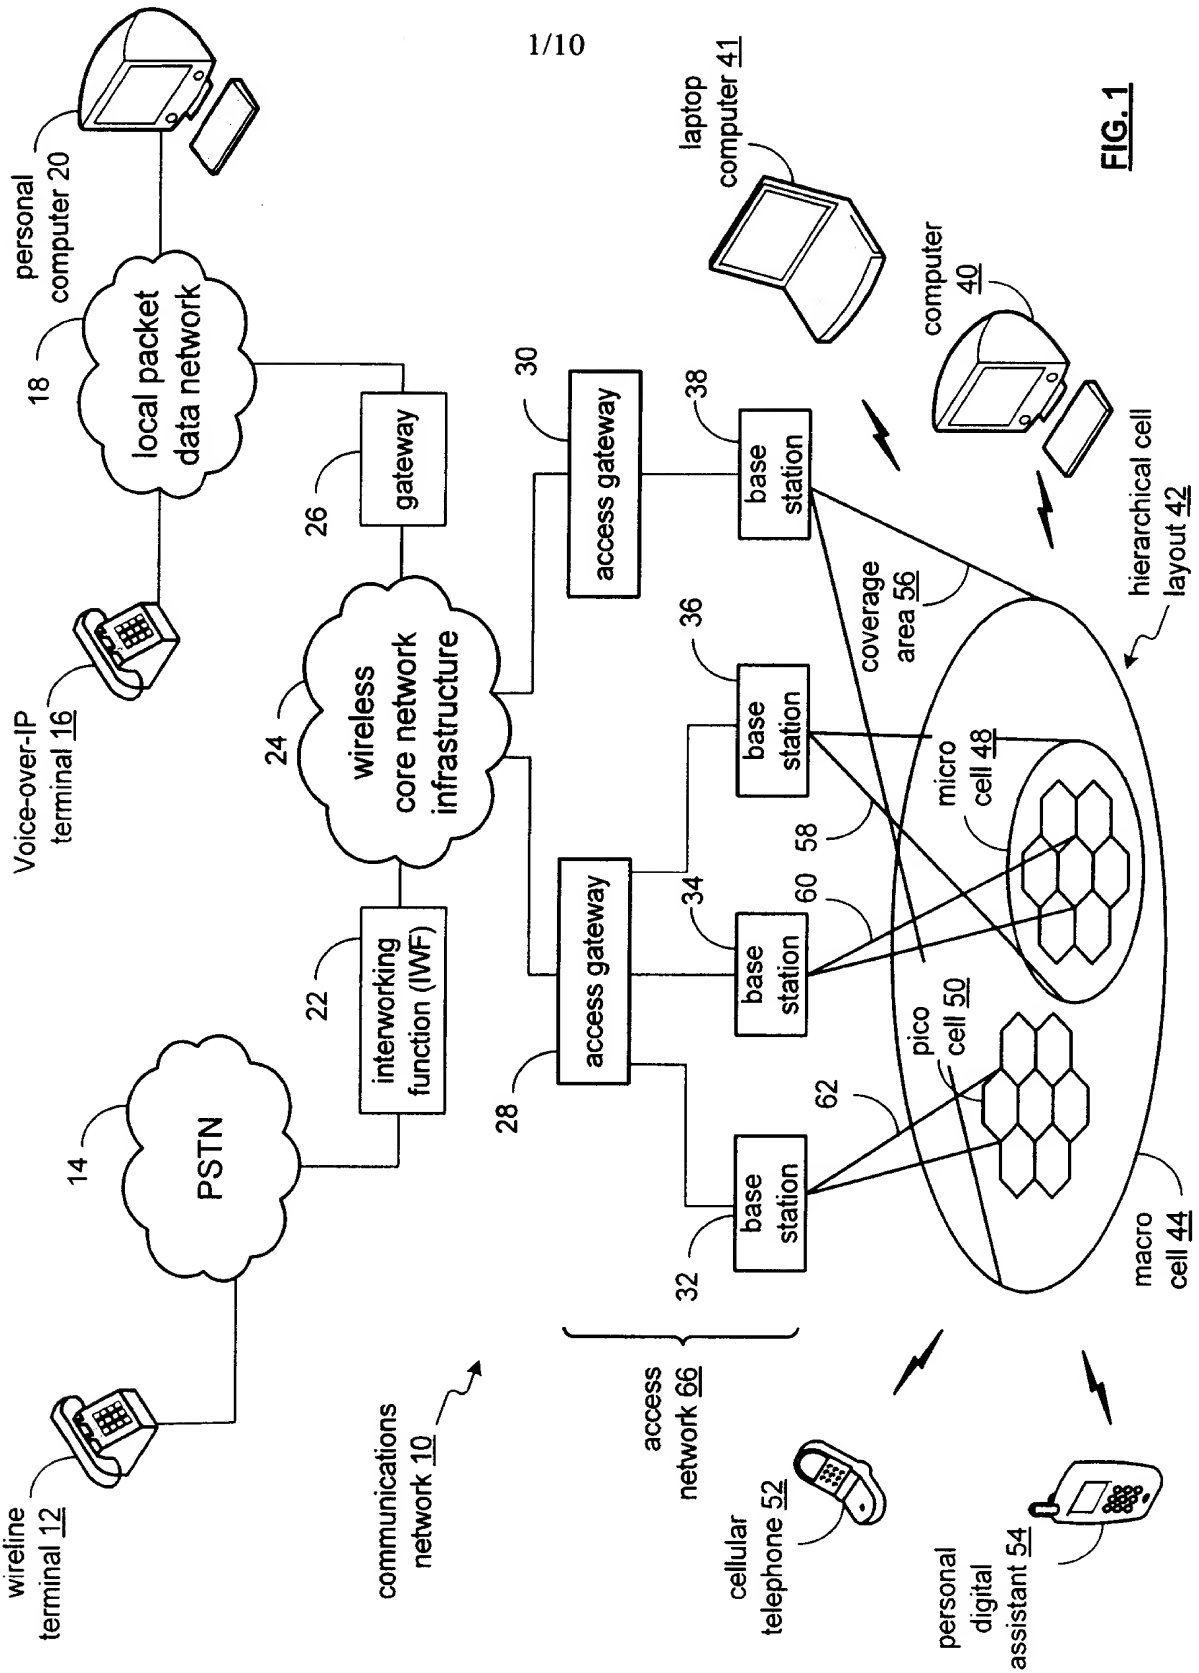 1/10
wireline
terminal 12
14
PSTN
Voice-over-IP
terminal 16
18
local packet
data network
personal
computer 20
22
interworking
function (IWF)
24
wireless
core network
infrastructure
26
gateway
communications
network 10
28
access gateway
30
access gateway
access
network 66
32
base
station
34
base
station
36
base
station
38
base
station
laptop
computer 41
computer
40
cellular
telephone 52
personal
digital
assistant 54
62
60
58
coverage
area 56
pico
cell 50
micro
cell 48
macro
cell 44
hierarchical cell
layout 42
FIG. 1